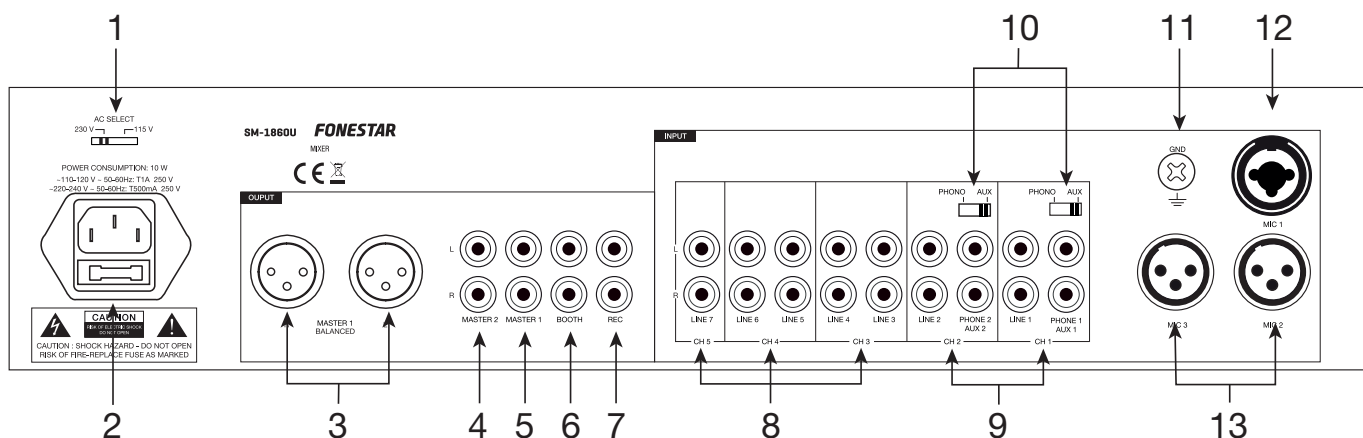 1
10
11
12
AC SELECT
230 V
115 V
SM-1860U FONESTAR
MIXER
CE
POWER CONSUMPTION: 10 W
~110-120 V ~ 50-60Hz: T1A 250 V
~220-240 V ~ 50-60Hz: T500mA 250 V
CAUTION
RISK OF ELECTRIC SHOCK
DO NOT OPEN
CAUTION : SHOCK HAZARD - DO NOT OPEN
RISK OF FIRE-REPLACE FUSE AS MARKED
OUPUT
MASTER 1
BALANCED
L
R
MASTER 2
MASTER 1
BOOTH
REC
INPUT
PHONO AUX
PHONO AUX
L
R
LINE 7
LINE 6
LINE 5
LINE 4
LINE 3
LINE 2
PHONE 2
AUX 2
LINE 1
PHONE 1
AUX 1
CH 5
CH 4
CH 3
CH 2
CH 1
GND
MIC 1
MIC 3
MIC 2
2
3
4
5
6
7
8
9
13